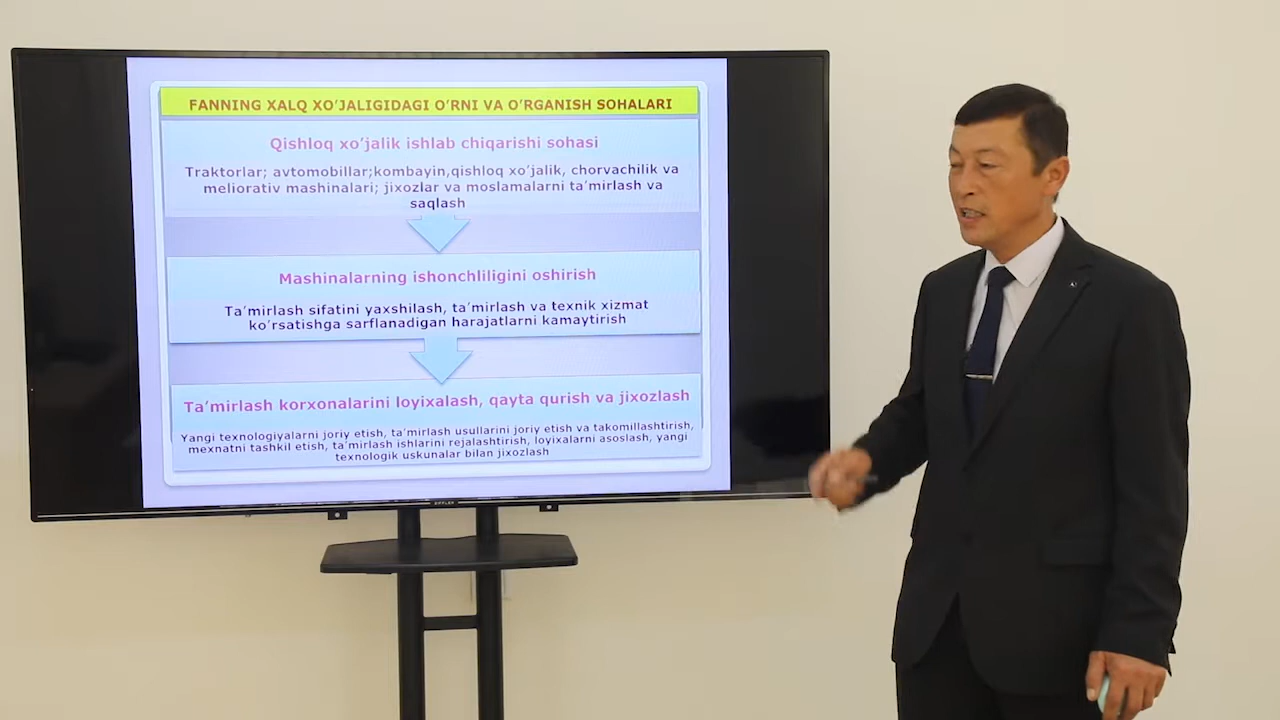 FANNING XALQ XO’JALIGIDAGI O’RNI VA O’RGANISH SOHALARI
Qishloq xo’jalik ishlab chiqarishi sohasi
Traktorlar; avtomobillar;kombayin,qishloq xo’jalik, chorvachilik va
meliorativ mashinalari; jixozlar va moslamalarni ta’mirlash va
saqlash
Mashinalarning ishonchliligini oshirish
Ta’mirlash sifatini yaxshilash, ta’mirlash va texnik xizmat
ko’rsatishga sarflanadigan harajatlarni kamaytirish
Ta’mirlash korxonalarini loyixalash, qayta qurish va jixozlash
Yangi texnologiyalarni joriy etish, ta’mirlash usullarini joriy etish va takomillashtirish,
mexnatni tashkil etish, ta’mirlash ishlarini rejalashtirish, loyixalarni asoslash, yangi
texnologik uskunalar bilan jixozlash